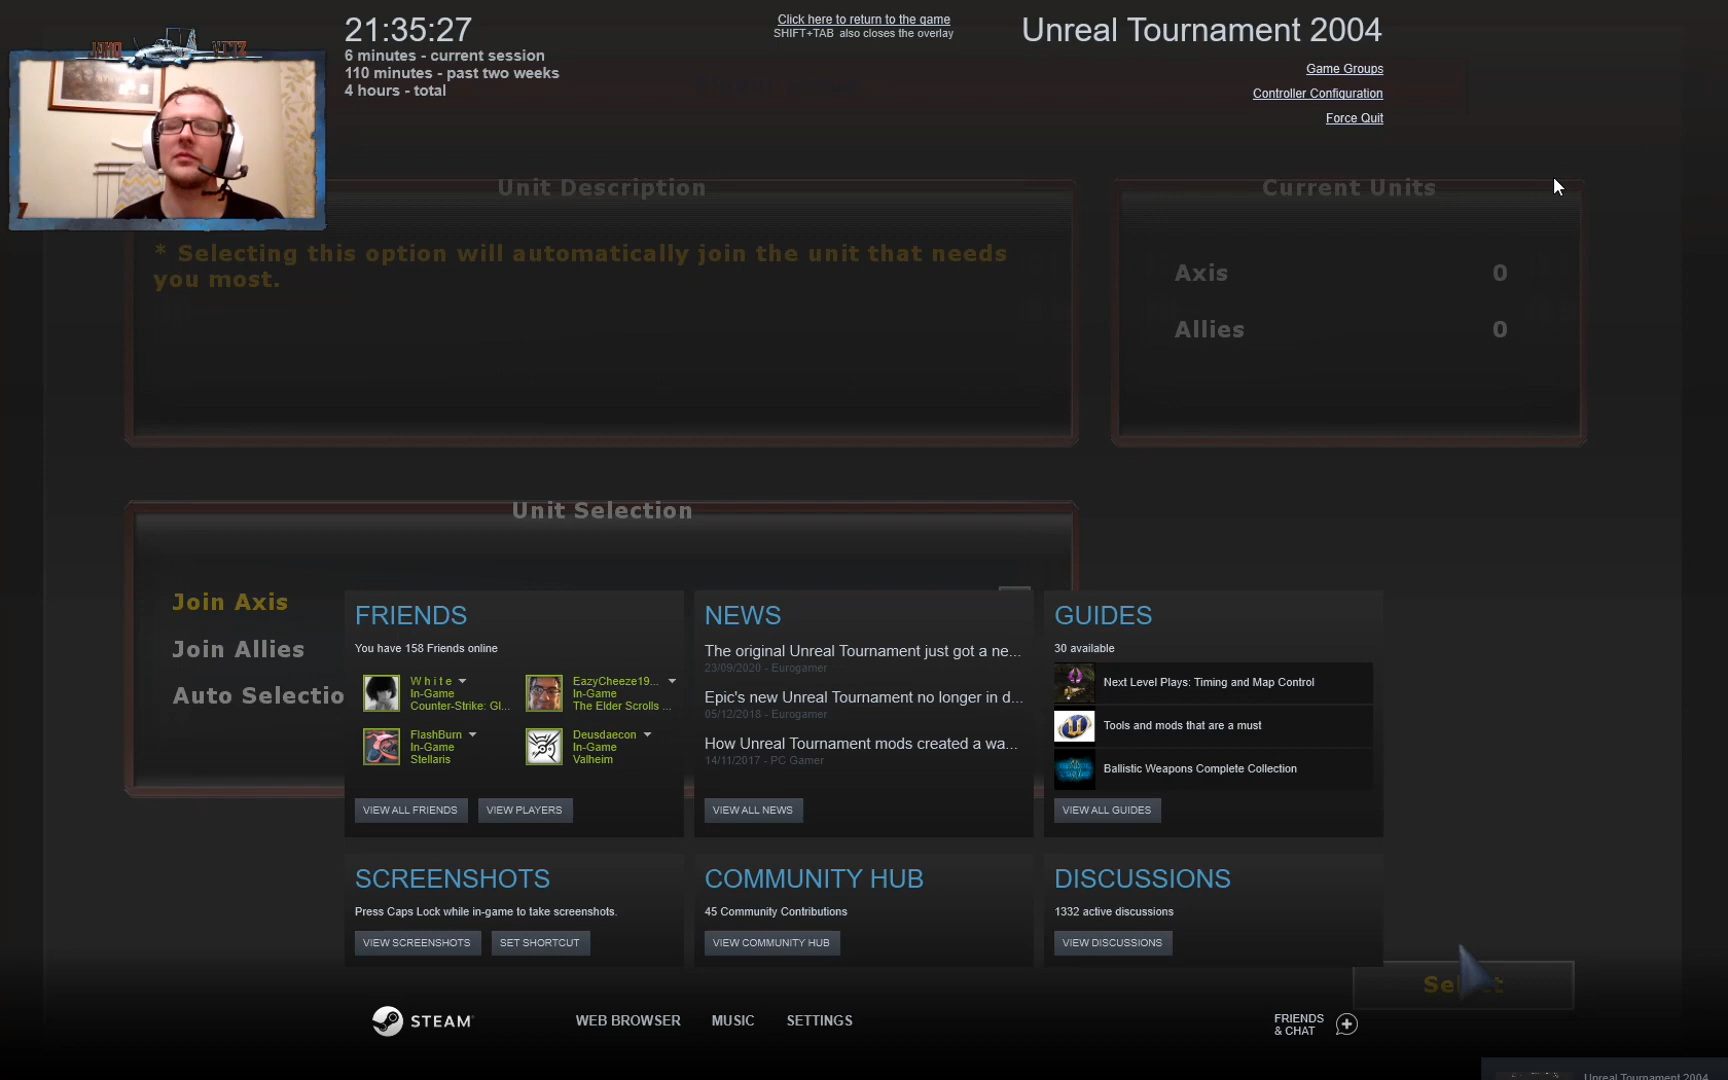 21:35:27
6 minutes - current session
110 minutes - past two weeks
4 hours - total
Click here to return to the game
SHIFT+TAB also closes the overlay
Unreal Tournament 2004
Game Groups
Controller Configuration
Force Quit
Unit Description
* Selecting this option will automatically join the unit that needs
you most.
Current Units
Axis 0
Allies 0
Unit Selection
Join Axis
Join Allies
Auto Selectio
FRIENDS
You have 158 Friends online
W h i t e
In-Game
Counter-Strike: Gl...
EazyCheeze19...
In-Game
The Elder Scrolls ...
FlashBurn
In-Game
Stellaris
Deusdaecon
In-Game
Valheim
VIEW ALL FRIENDS
VIEW PLAYERS
NEWS
The original Unreal Tournament just got a ne...
23/09/2020 - Eurogamer
Epic's new Unreal Tournament no longer in d...
05/12/2018 - Eurogamer
How Unreal Tournament mods created a wa...
14/11/2017 - PC Gamer
VIEW ALL NEWS
GUIDES
30 available
Next Level Plays: Timing and Map Control
Tools and mods that are a must
Ballistic Weapons Complete Collection
VIEW ALL GUIDES
SCREENSHOTS
Press Caps Lock while in-game to take screenshots.
VIEW SCREENSHOTS
SET SHORTCUT
COMMUNITY HUB
45 Community Contributions
VIEW COMMUNITY HUB
DISCUSSIONS
1332 active discussions
VIEW DISCUSSIONS
Select
STEAM
WEB BROWSER
MUSIC
SETTINGS
FRIENDS
& CHAT
Unreal Tournament 2004